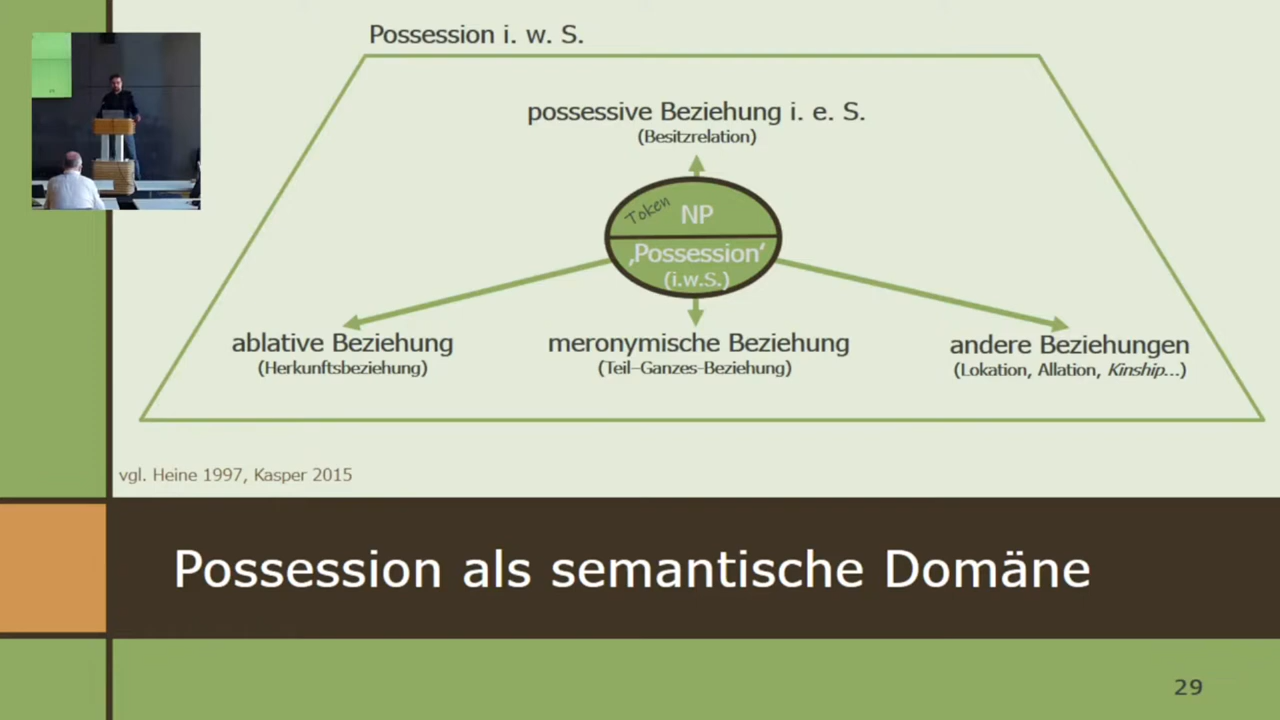 Possession i. w. S.
possessive Beziehung i. e. S.
(Besitzrelation)
Token
NP
‚Possession‘
(i.w.S.)
ablative Beziehung
(Herkunftsbeziehung)
meronymische Beziehung
(Teil–Ganzes-Beziehung)
andere Beziehungen
(Lokation, Allation, Kinship…)
vgl. Heine 1997, Kasper 2015
Possession als semantische Domäne
29